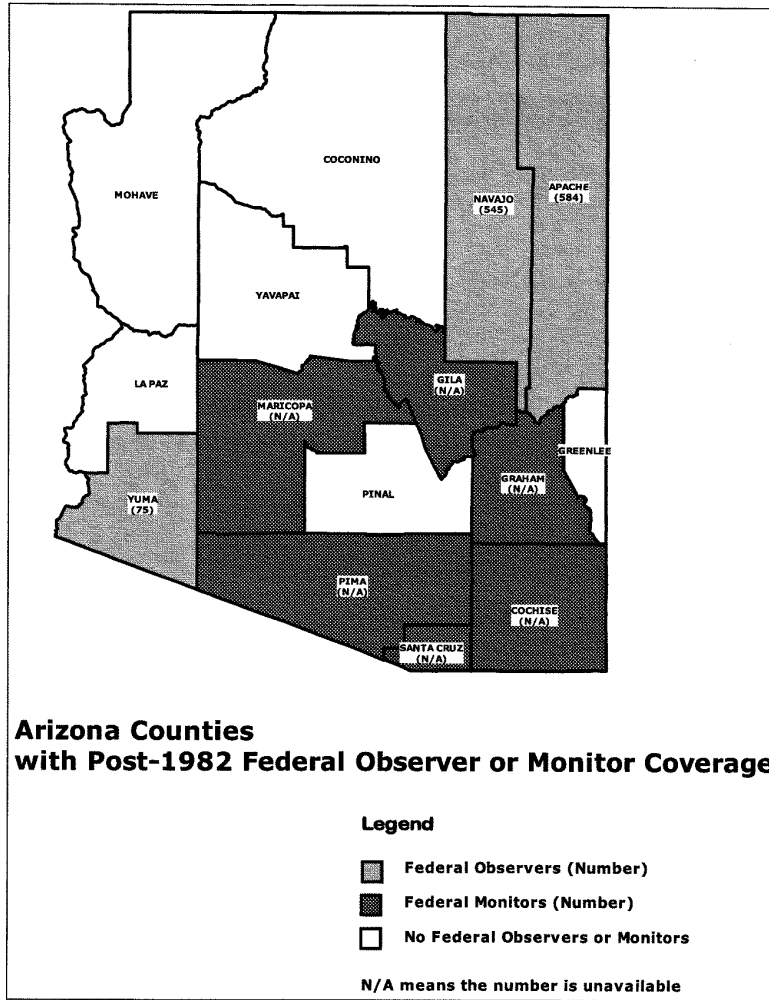 COCONINO
MOHAVE
NAVAJO
(545)
APACHE
(584)
YAVAPAI
LA PAZ
GILA
(N/A)
MARICOPA
(N/A)
GREENLEE
GRAHAM
(N/A)
YUMA
(75)
PINAL
PIMA
(N/A)
COCHISE
(N/A)
SANTA CRUZ
(N/A)
Arizona Counties
with Post-1982 Federal Observer or Monitor Coverage
Legend
Federal Observers (Number)
Federal Monitors (Number)
No Federal Observers or Monitors
N/A means the number is unavailable